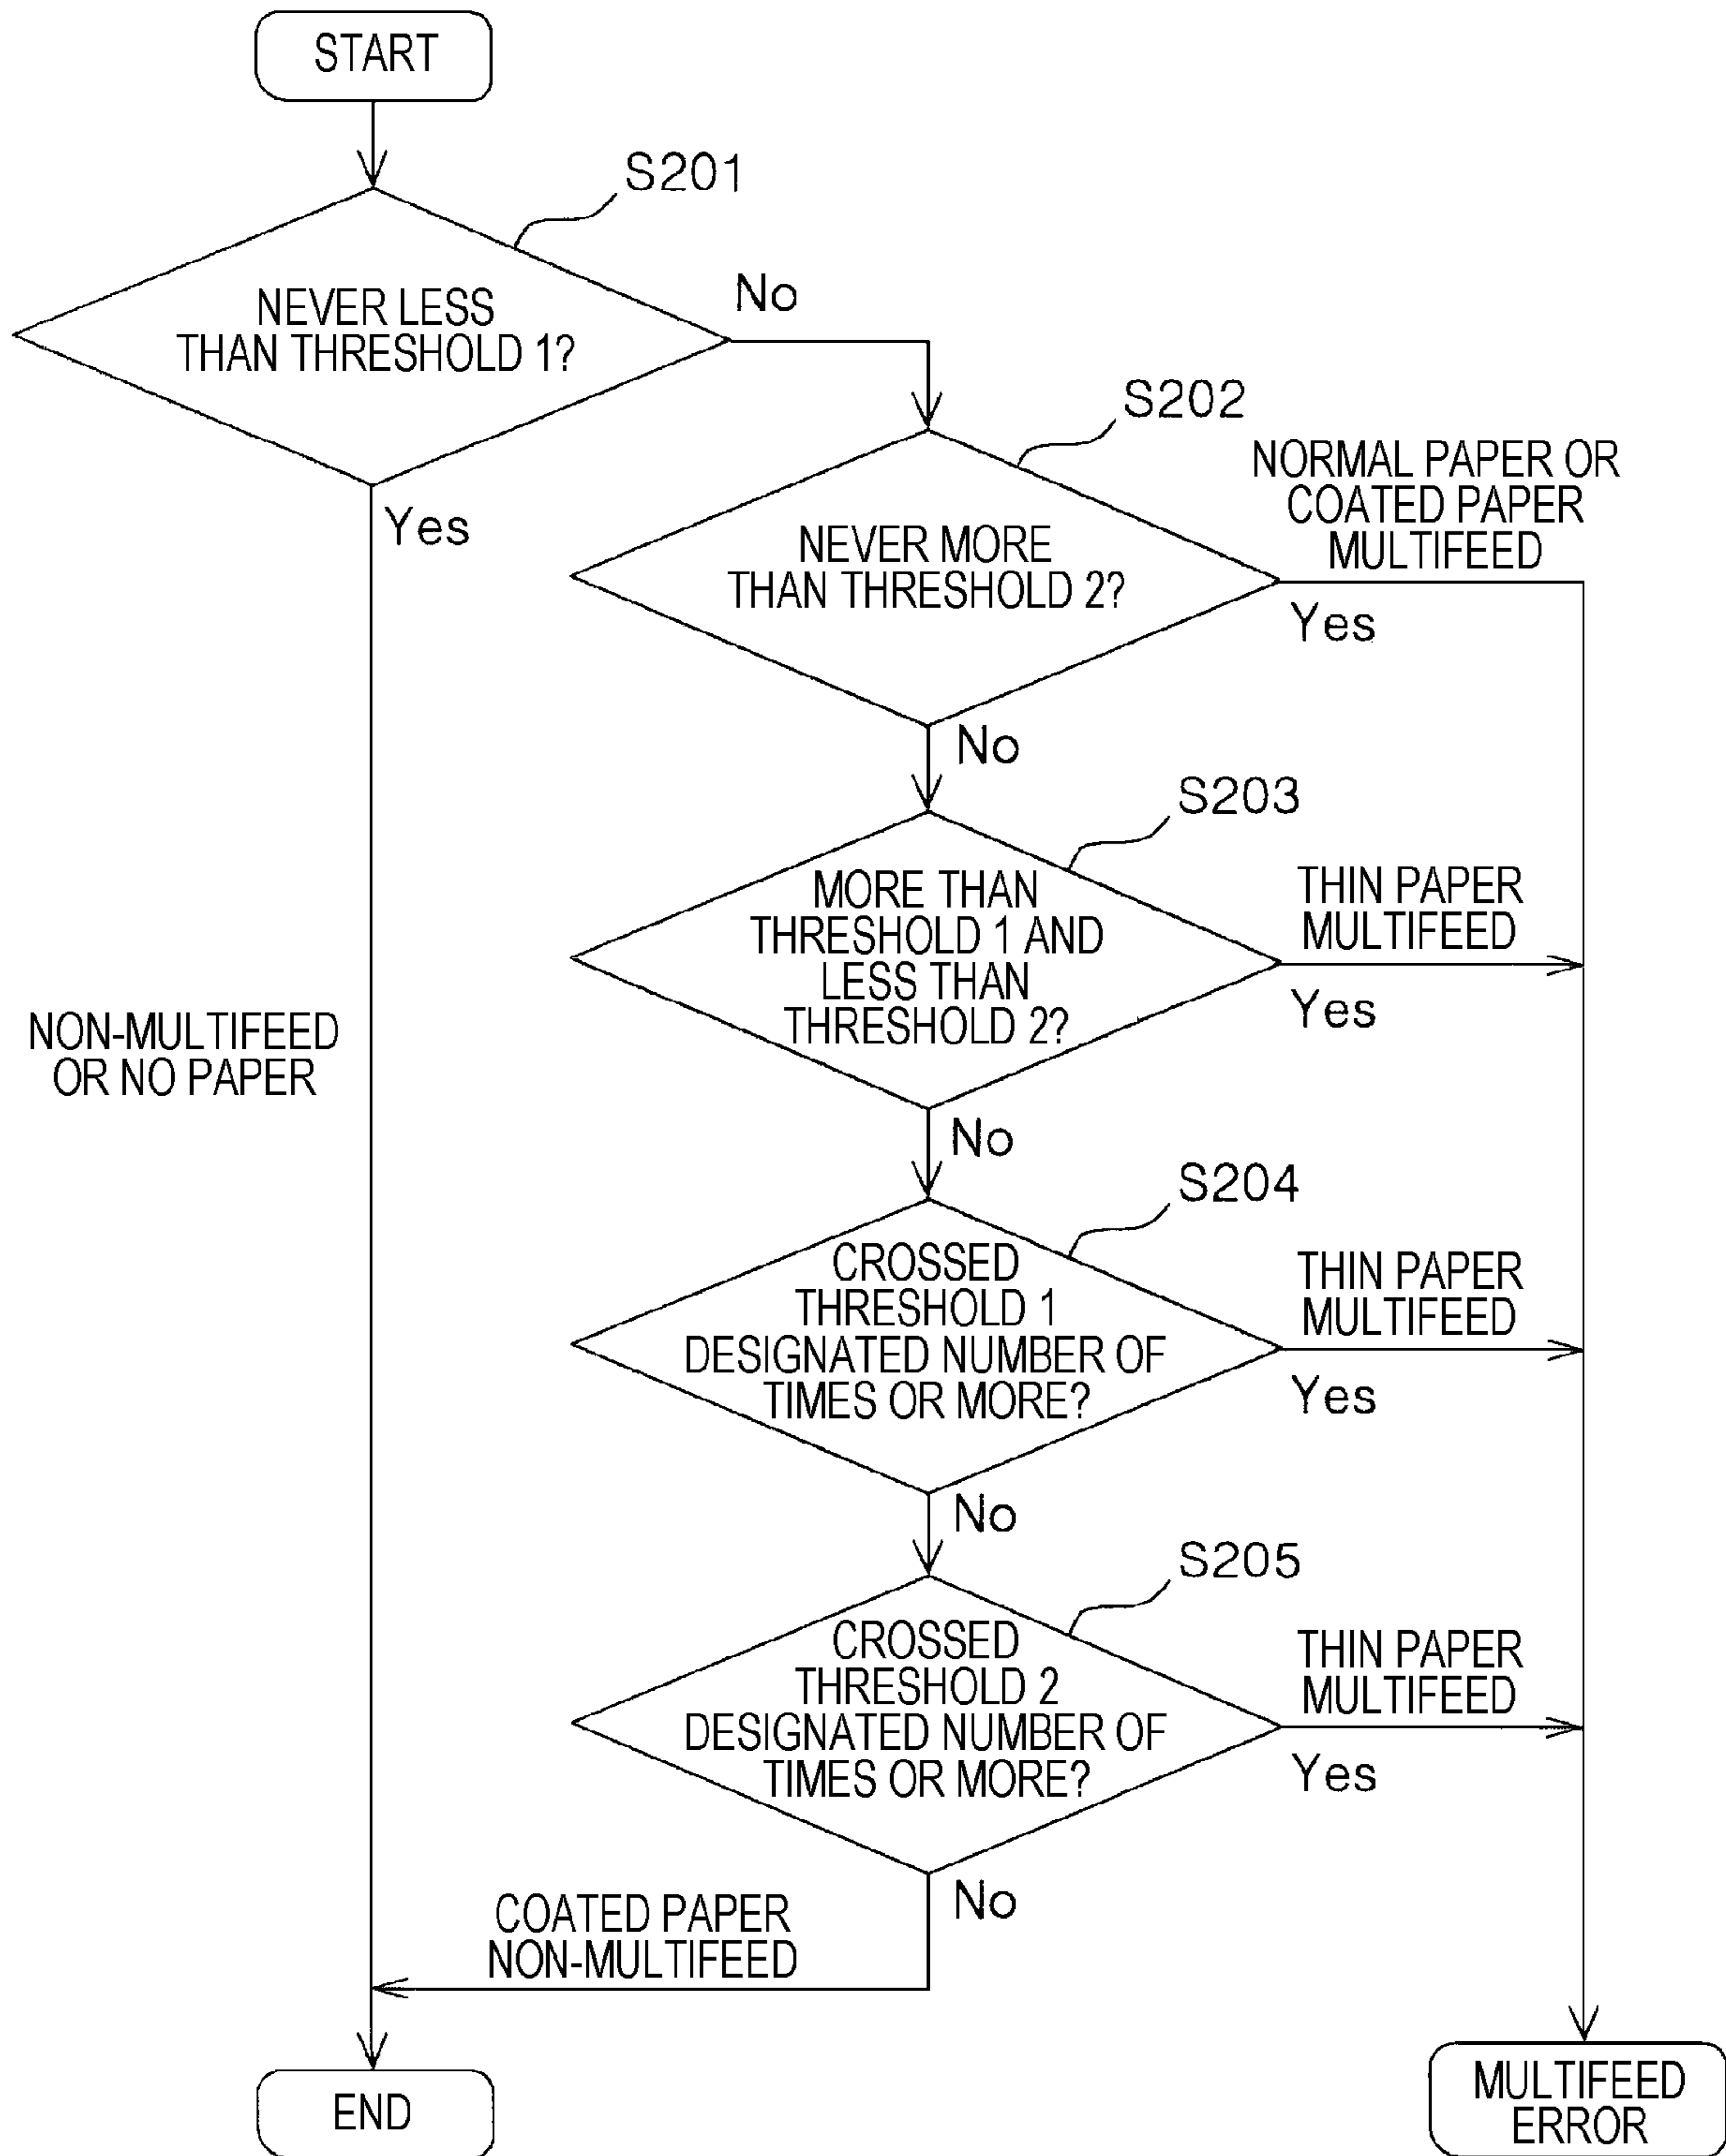 START
S201
NEVER LESS
THAN THRESHOLD 1?
No
Yes
S202
NEVER MORE
THAN THRESHOLD 2?
NORMAL PAPER OR
COATED PAPER
MULTIFEED
Yes
No
S203
MORE THAN
THRESHOLD 1 AND
LESS THAN
THRESHOLD 2?
THIN PAPER
MULTIFEED
Yes
NON-MULTIFEED
OR NO PAPER
No
S204
CROSSED
THRESHOLD 1
DESIGNATED NUMBER OF
TIMES OR MORE?
THIN PAPER
MULTIFEED
Yes
No
S205
CROSSED
THRESHOLD 2
DESIGNATED NUMBER OF
TIMES OR MORE?
THIN PAPER
MULTIFEED
Yes
No
COATED PAPER
NON-MULTIFEED
END
MULTIFEED
ERROR